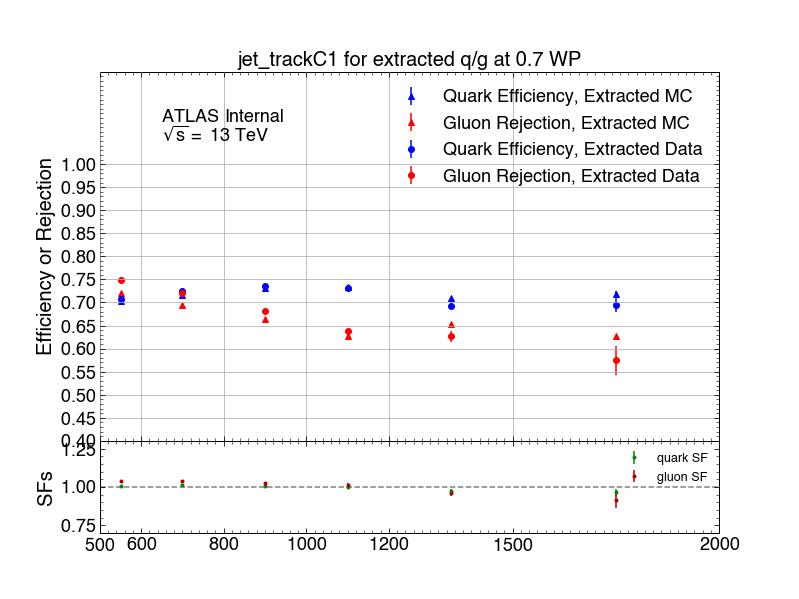 jet_trackC1 for extracted q/g at 0.7 WP
ATLAS Internal
√s = 13 TeV
Quark Efficiency, Extracted MC
Gluon Rejection, Extracted MC
Quark Efficiency, Extracted Data
Gluon Rejection, Extracted Data
Efficiency or Rejection
1.00
0.95
0.90
0.85
0.80
0.75
0.70
0.65
0.60
0.55
0.50
0.45
0.40
SFs
1.25
1.00
0.75
quark SF
gluon SF
500 600 800 1000 1200 1500 2000